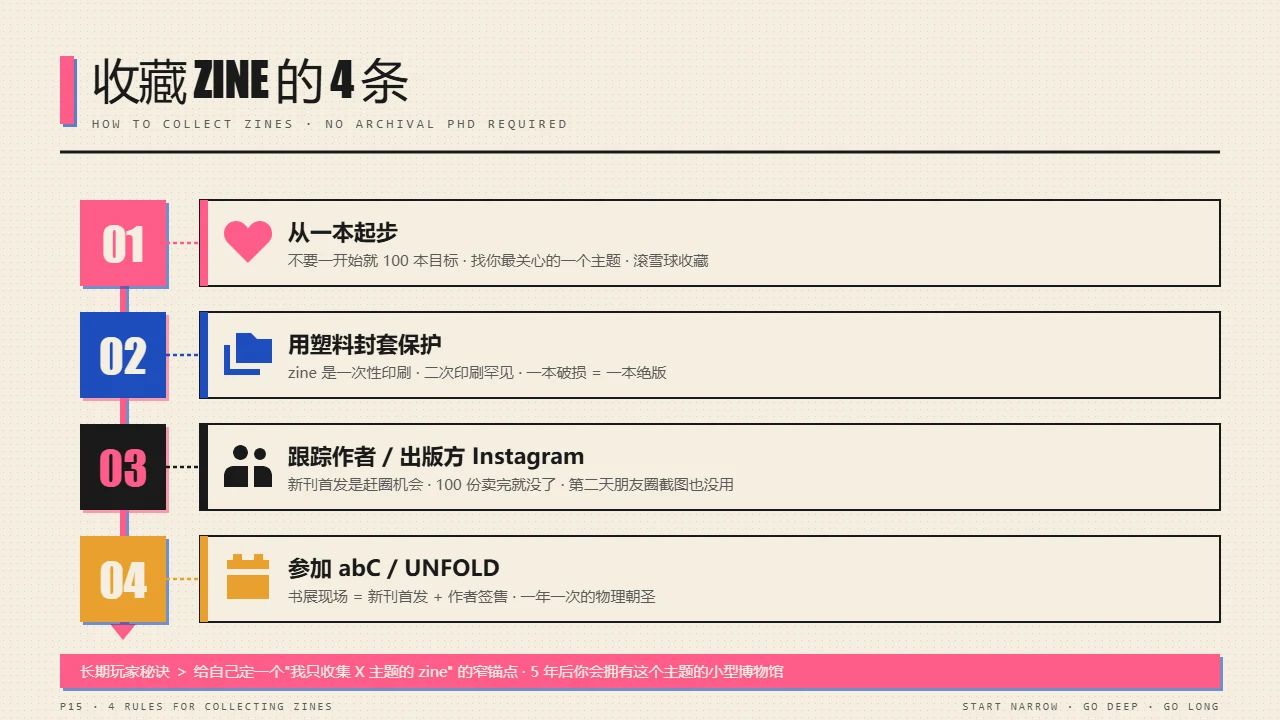 收藏 ZINE 的 4 条
HOW TO COLLECT ZINES · NO ARCHIVAL PHD REQUIRED
01
从一本起步
不要一开始就 100 本目标 · 找你最关心的一个主题 · 滚雪球收藏
02
用塑料封套保护
zine 是一次性印刷 · 二次印刷罕见 · 一本破损 = 一本绝版
03
跟踪作者 / 出版方 Instagram
新刊首发是赶圈机会 · 100 份卖完就没了 · 第二天朋友圈截图也没用
04
参加 abC / UNFOLD
书展现场 = 新刊首发 + 作者签售 · 一年一次的物理朝圣
长期玩家秘诀 > 给自己定一个"我只收集 X 主题的 zine" 的窄锚点 · 5 年后你会拥有这个主题的小型博物馆
P15 · 4 RULES FOR COLLECTING ZINES
START NARROW · GO DEEP · GO LONG